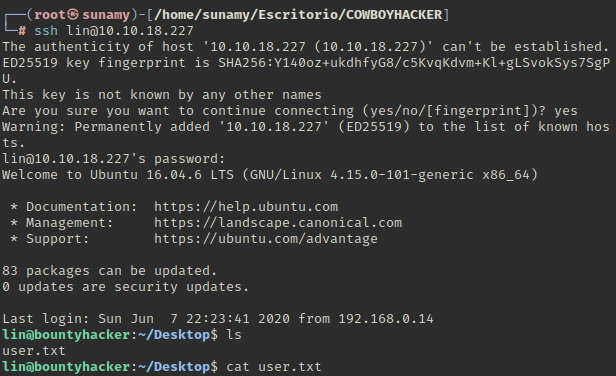 ┌──(root㉿sunamy)-[/home/sunamy/Escritorio/COWBOYHACKER]
└─# ssh lin@10.10.18.227
The authenticity of host '10.10.18.227 (10.10.18.227)' can't be established.
ED25519 key fingerprint is SHA256:Y140oz+ukdhfyG8/c5KvqKdvm+Kl+gLSvokSys7SgP
U.
This key is not known by any other names
Are you sure you want to continue connecting (yes/no/[fingerprint])? yes
Warning: Permanently added '10.10.18.227' (ED25519) to the list of known hos
ts.
lin@10.10.18.227's password:
Welcome to Ubuntu 16.04.6 LTS (GNU/Linux 4.15.0-101-generic x86_64)
 * Documentation:  https://help.ubuntu.com
 * Management:     https://landscape.canonical.com
 * Support:        https://ubuntu.com/advantage
83 packages can be updated.
0 updates are security updates.
Last login: Sun Jun  7 22:23:41 2020 from 192.168.0.14
lin@bountyhacker:~/Desktop$ ls
user.txt
lin@bountyhacker:~/Desktop$ cat user.txt